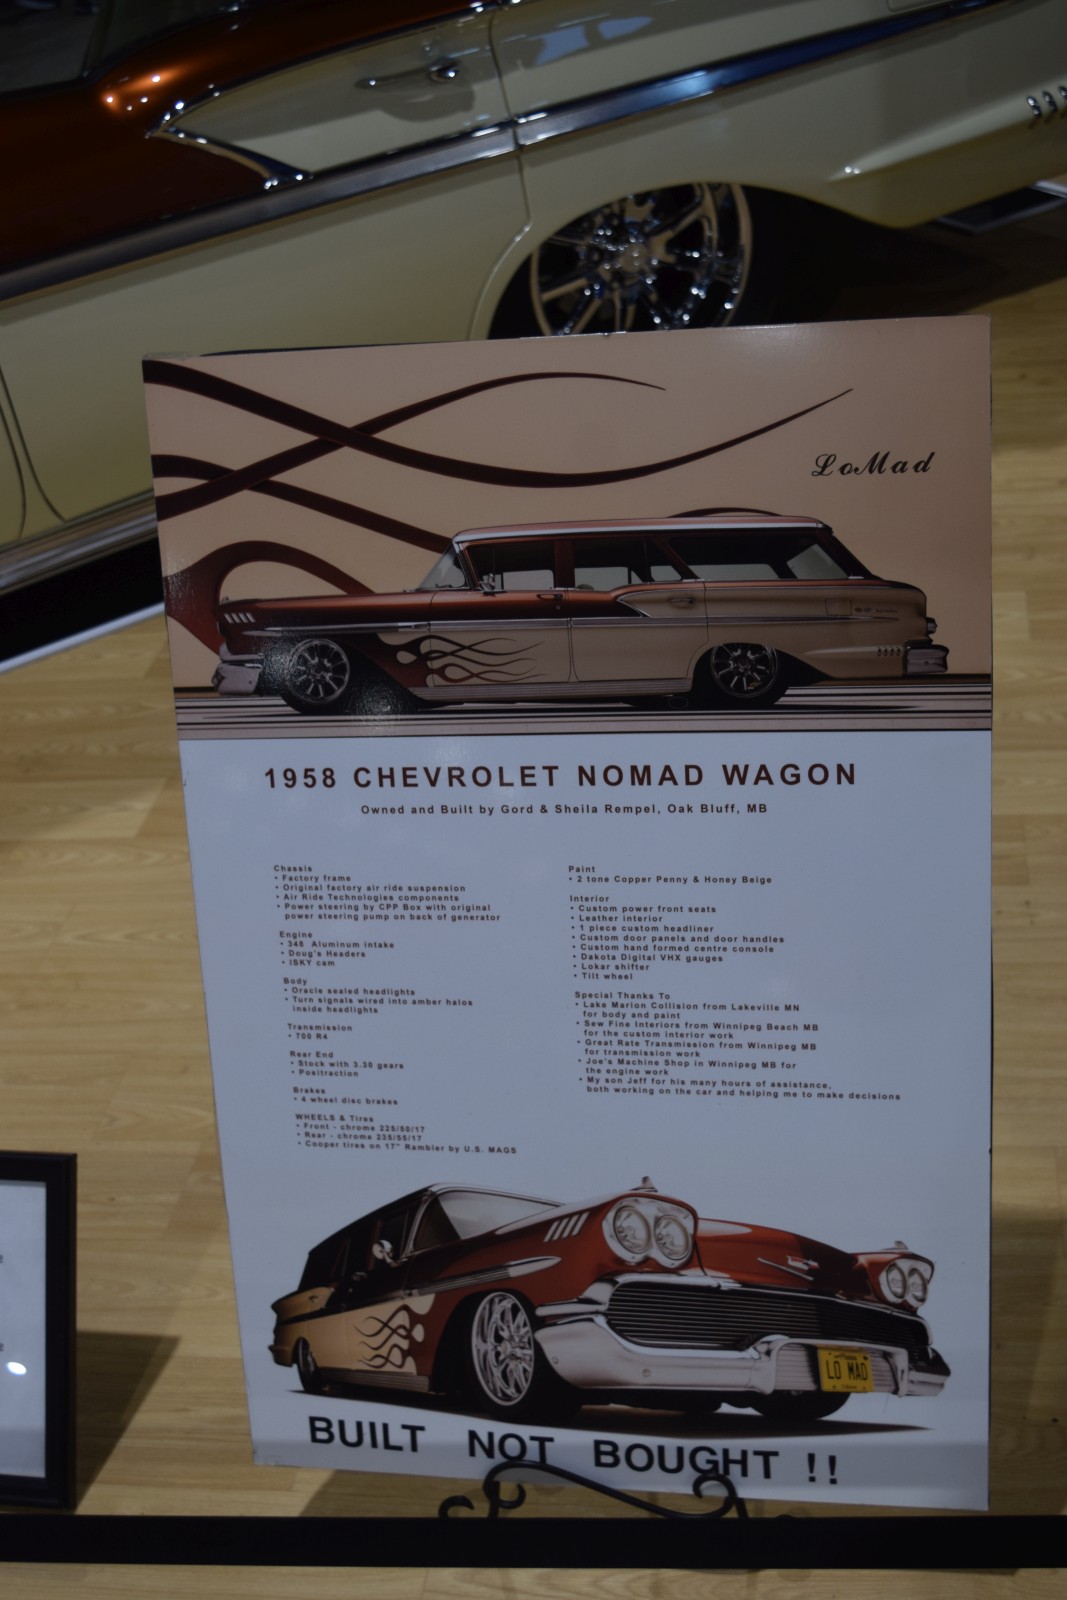 LoMad
1958 CHEVROLET NOMAD WAGON
Owned and Built by Gord & Sheila Rempel, Oak Bluff, MB
Chassis
• Factory frame
• Original factory air ride suspension
• Air Ride Technologies components
• Power steering by CPP Box with original
power steering pump on back of generator
Engine
• 348 Aluminum intake
• Doug's Headers
• ISKY cam
Body
• Oracle sealed headlights
• Turn signals wired into amber halos
inside headlights
Transmission
• 700 R4
Rear End
• Stock with 3.30 gears
• Positraction
Brakes
• 4 wheel disc brakes
WHEELS & Tires
• Front - chrome 225/50/17
• Rear - chrome 235/55/17
• Cooper tires on 17" Rambler by U.S. MAGS
Paint
• 2 tone Copper Penny & Honey Beige
Interior
• Custom power front seats
• Leather interior
• 1 piece custom headliner
• Custom door panels and door handles
• Custom hand formed centre console
• Dakota Digital VHX gauges
• Lokar shifter
• Tilt wheel
Special Thanks To
• Lake Marion Collision from Lakeville MN
for body and paint
• Sew Fine Interiors from Winnipeg Beach MB
for the custom interior work
• Great Rate Transmission from Winnipeg MB
for transmission work
• Joe's Machine Shop in Winnipeg MB for
the engine work
• My son Jeff for his many hours of assistance,
both working on the car and helping me to make decisions
LO MAD
BUILT NOT BOUGHT !!